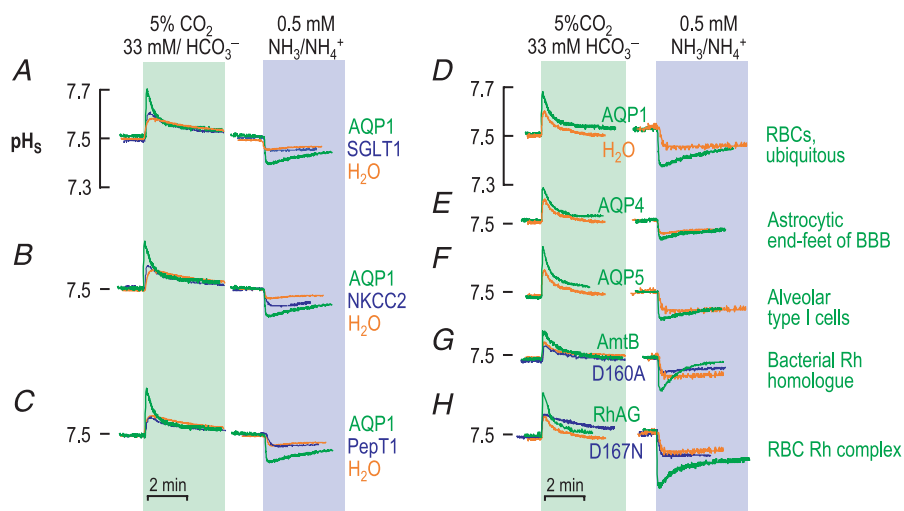 5% CO2
33 mM/ HCO3−
0.5 mM
NH3/NH4+
A
7.7
7.5
7.3
pHS
AQP1
SGLT1
H2O
B
7.5
AQP1
NKCC2
H2O
C
7.5
AQP1
PepT1
H2O
2 min
5%CO2
33 mM HCO3−
0.5 mM
NH3/NH4+
D
7.7
7.5
7.3
AQP1
H2O
RBCs,
ubiquitous
E
7.5
AQP4
Astrocytic
end-feet of BBB
F
7.5
AQP5
Alveolar
type I cells
G
7.5
AmtB
D160A
Bacterial Rh
homologue
H
7.5
RhAG
D167N
RBC Rh complex
2 min